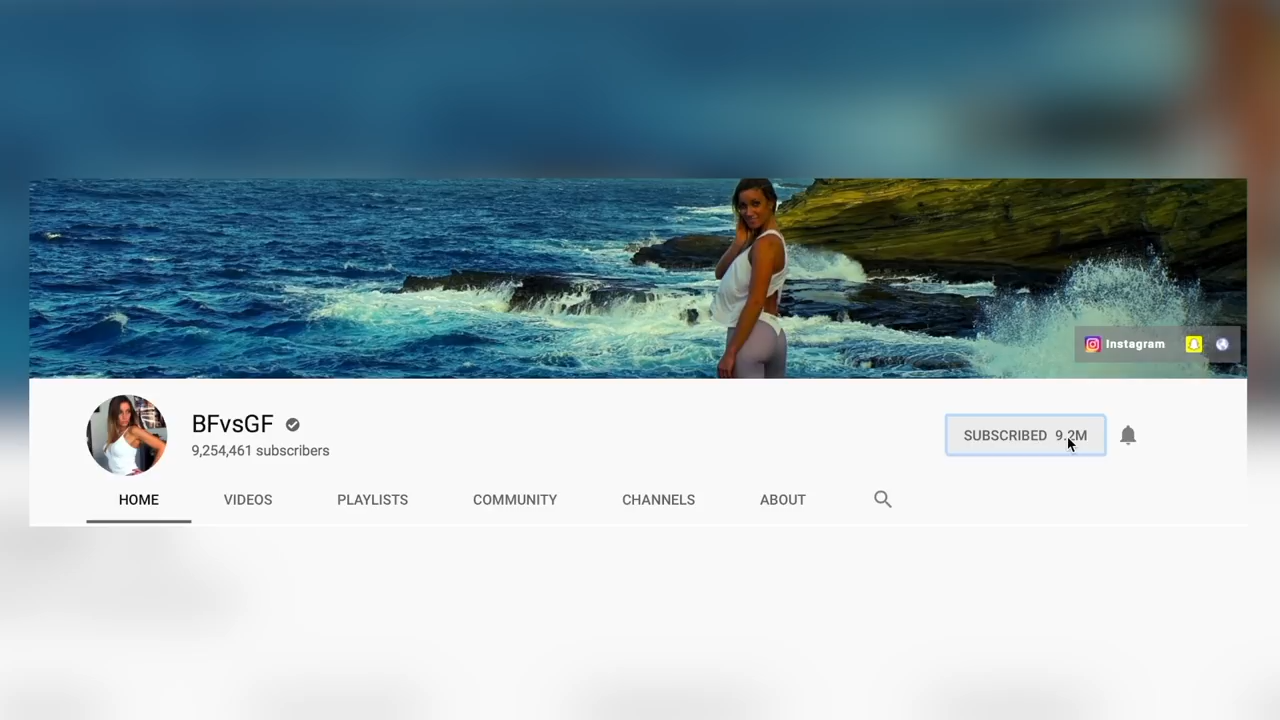 Instagram
BFvsGF
9,254,461 subscribers
SUBSCRIBED 9.2M
HOME VIDEOS PLAYLISTS COMMUNITY CHANNELS ABOUT